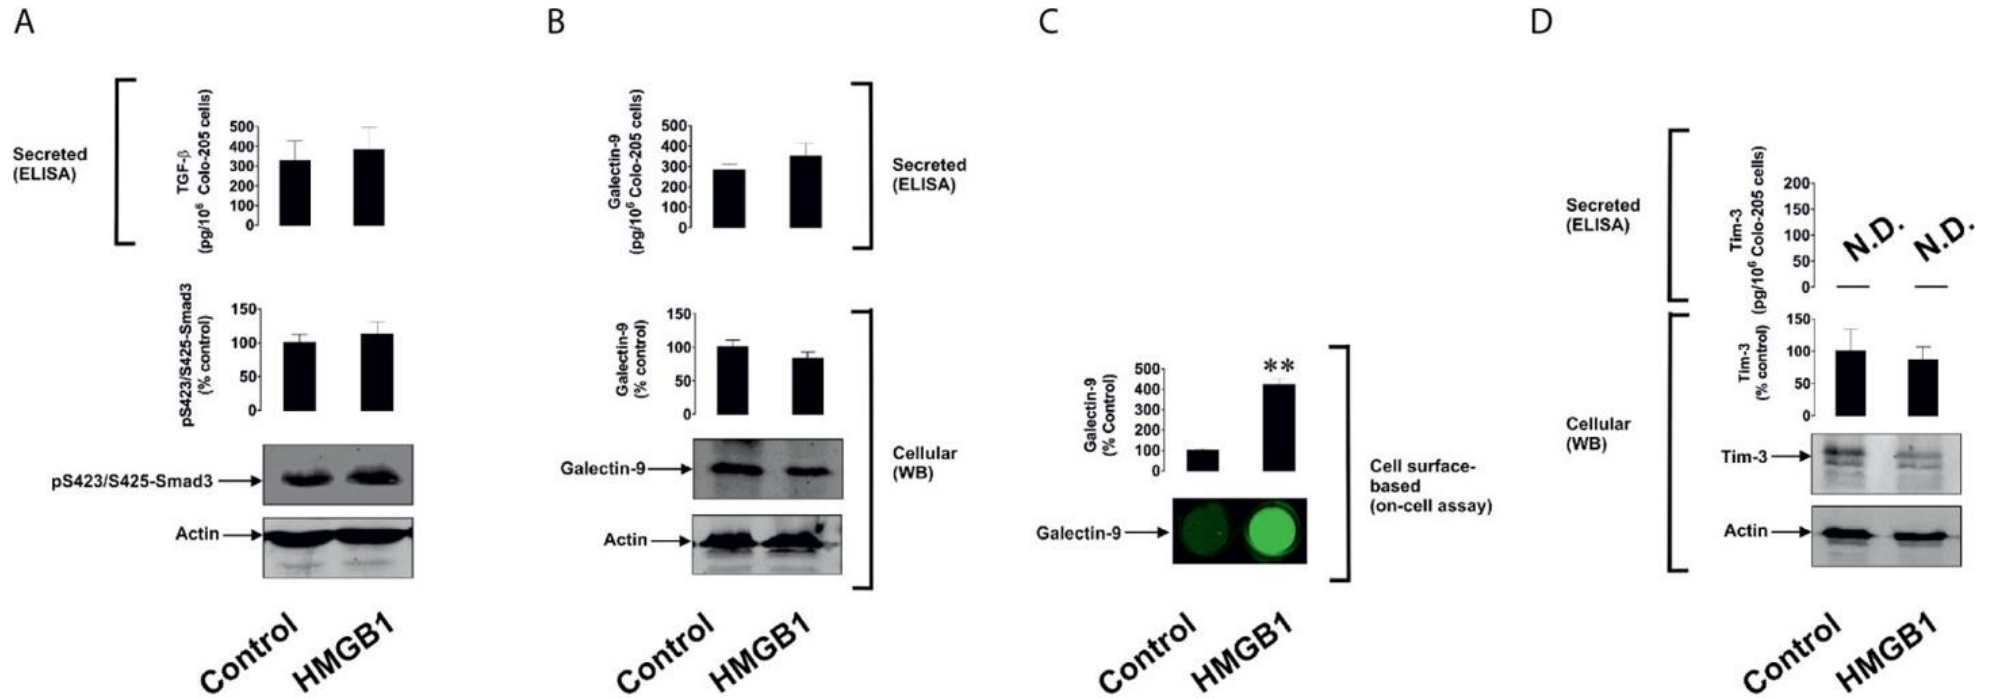 A
Secreted
(ELISA)
TGF-β
(pg/10⁶ Colo-205 cells)
500
400
300
200
100
0
pS423/S425-Smad3
(% control)
150
100
50
0
pS423/S425-Smad3
Actin
Control
HMGB1
B
Galectin-9
(pg/10⁶ Colo-205 cells)
500
400
300
200
100
0
Secreted
(ELISA)
Galectin-9
(% control)
150
100
50
0
Galectin-9
Actin
Cellular
(WB)
Control
HMGB1
C
Galectin-9
(% Control)
500
400
300
200
100
0
**
Galectin-9
Cell surface-
based
(on-cell assay)
Control
HMGB1
D
Secreted
(ELISA)
Tim-3
(pg/10⁶ Colo-205 cells)
200
150
100
50
0
N.D.
N.D.
Cellular
(WB)
Tim-3
(% control)
150
100
50
0
Tim-3
Actin
Control
HMGB1